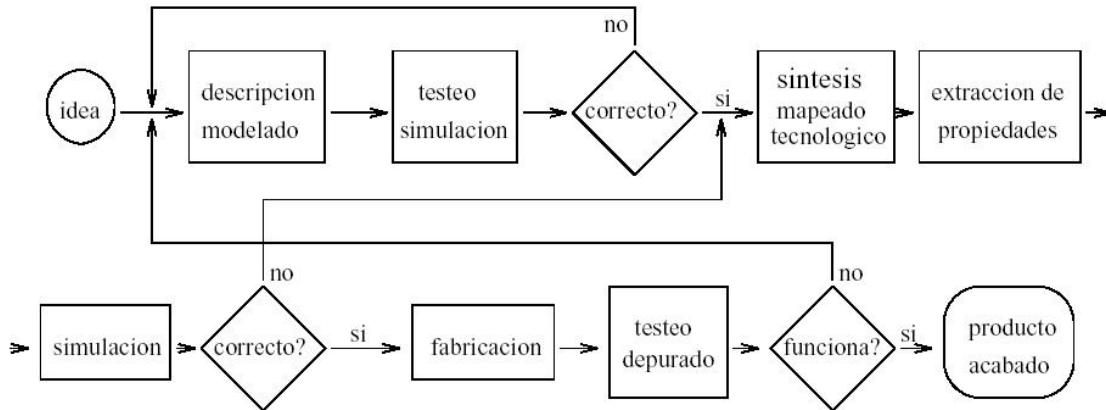 no
idea
descripcion
modelado
testeo
simulacion
correcto?
si
sintesis
mapeado
tecnologico
extraccion de
propiedades
simulacion
correcto?
no
si
fabricacion
testeo
depurado
funciona?
no
si
producto
acabado